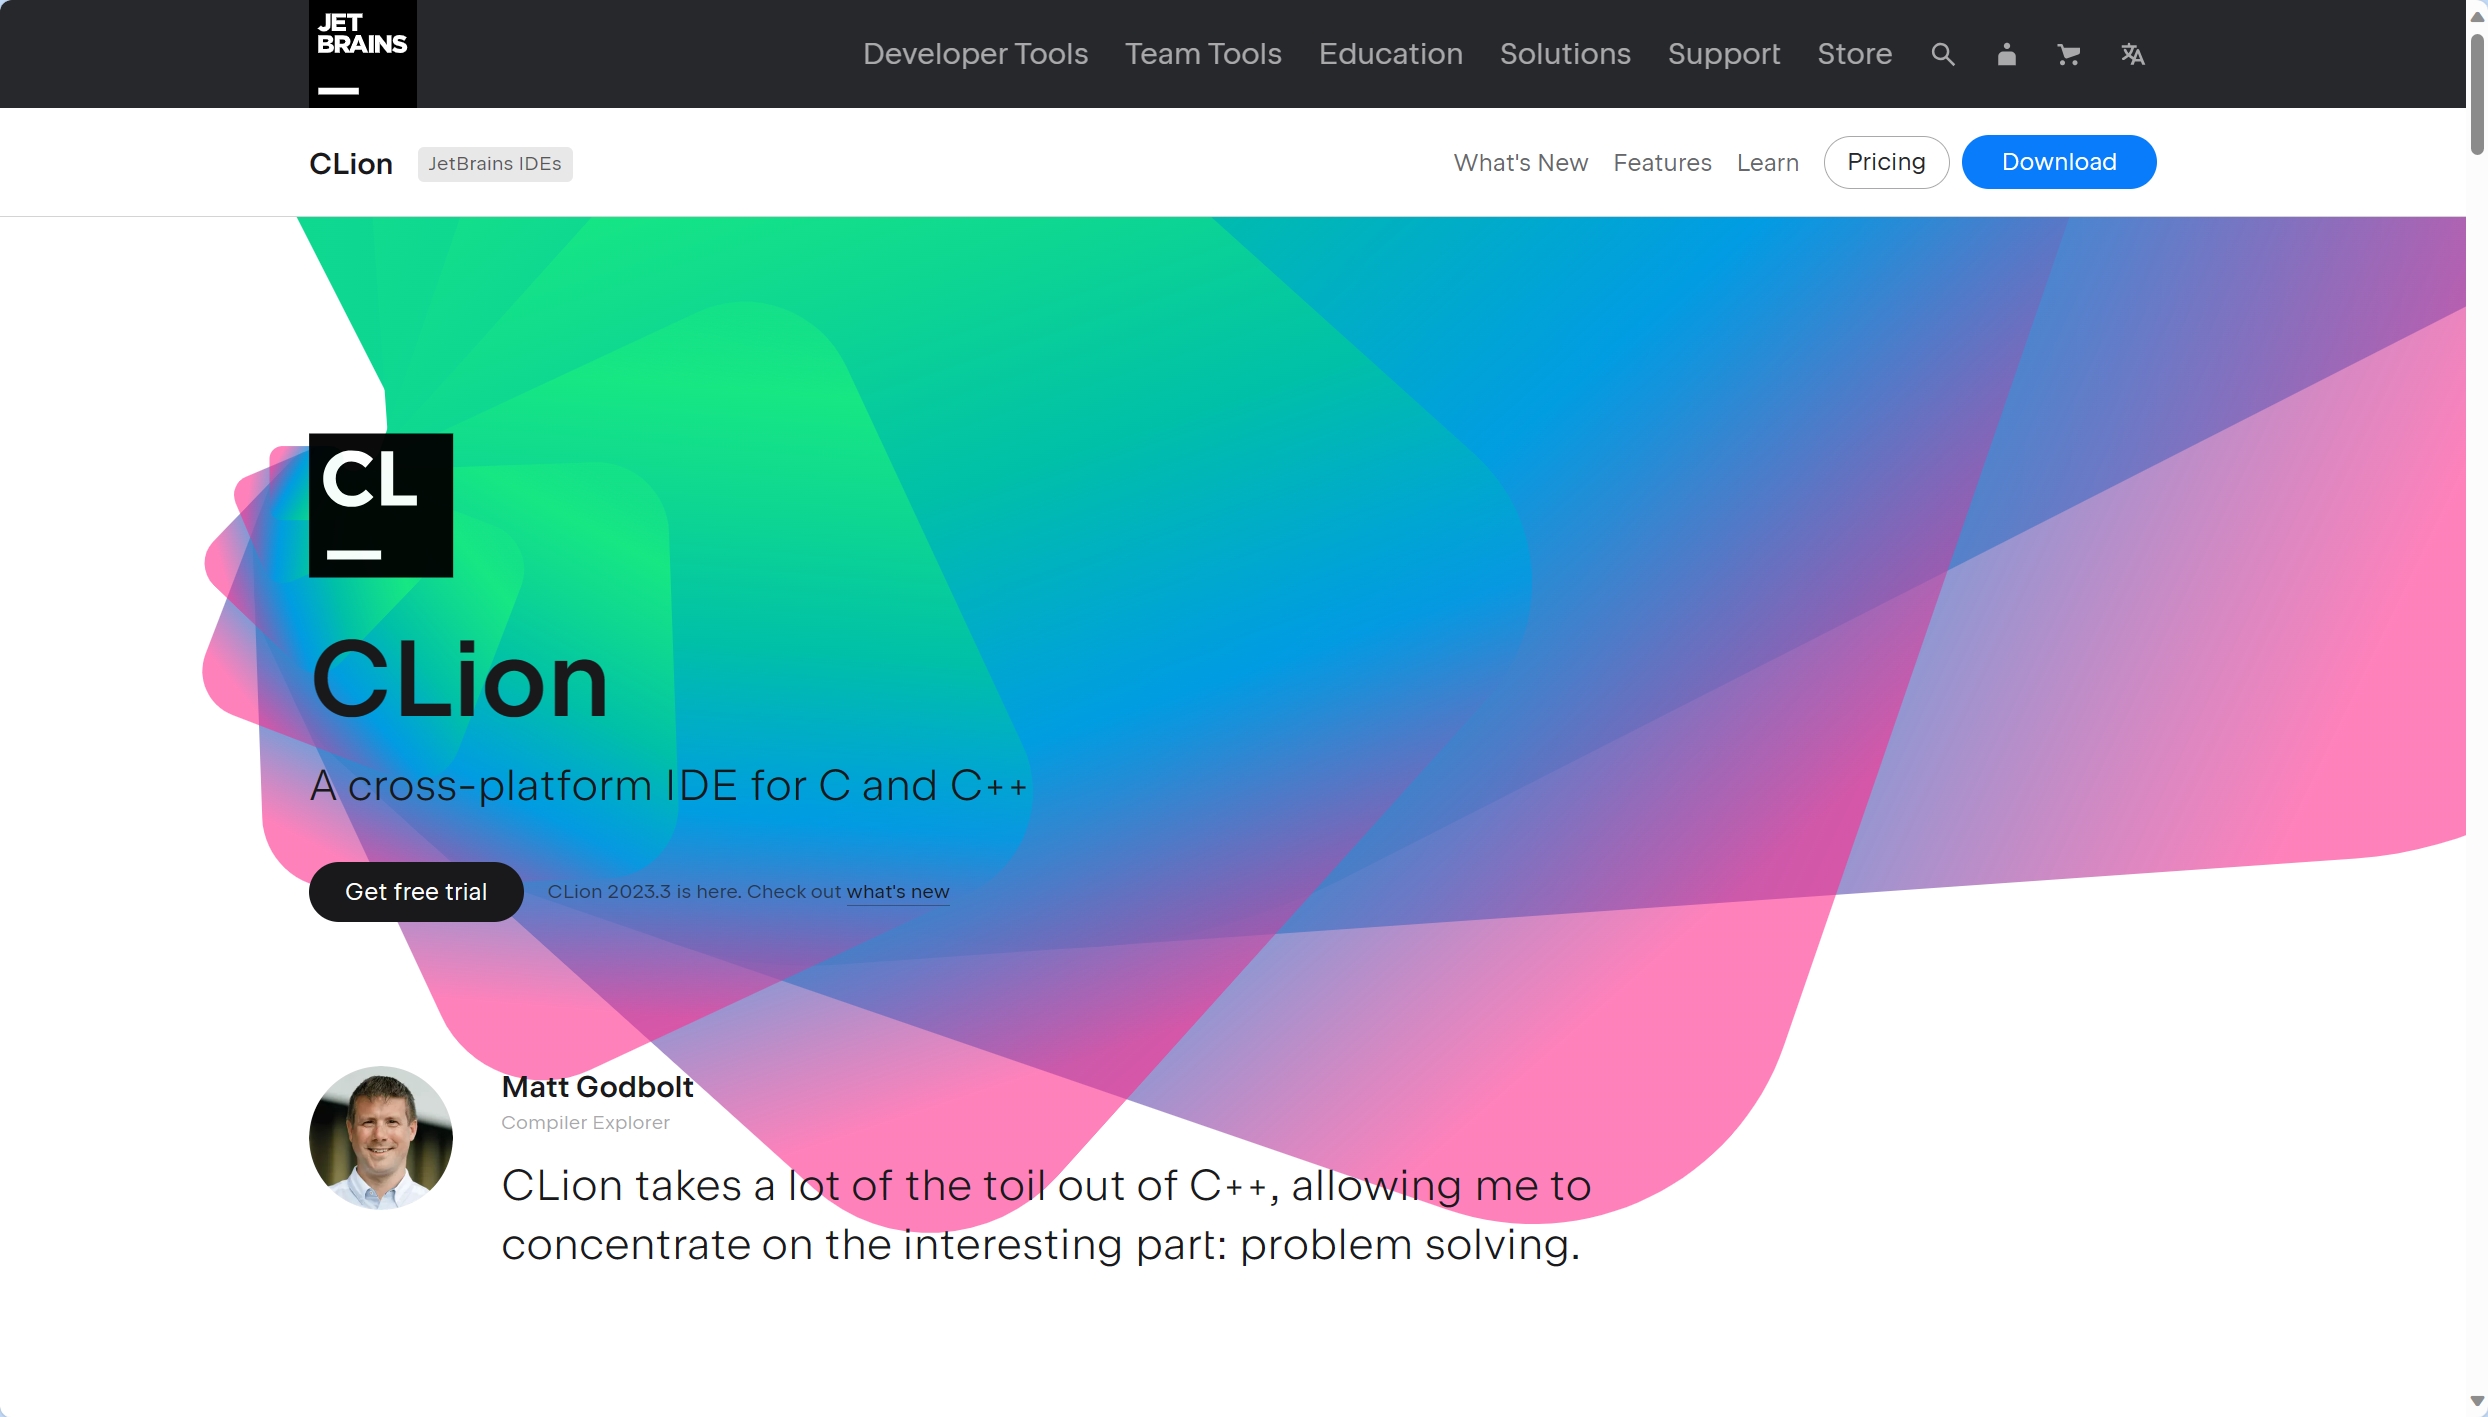 JET
BRAINS
Developer Tools Team Tools Education Solutions Support Store
CLion JetBrains IDEs What's New Features Learn Pricing Download
CL
CLion
A cross-platform IDE for C and C++
Get free trial CLion 2023.3 is here. Check out what's new
Matt Godbolt
Compiler Explorer
CLion takes a lot of the toil out of C++, allowing me to
concentrate on the interesting part: problem solving.